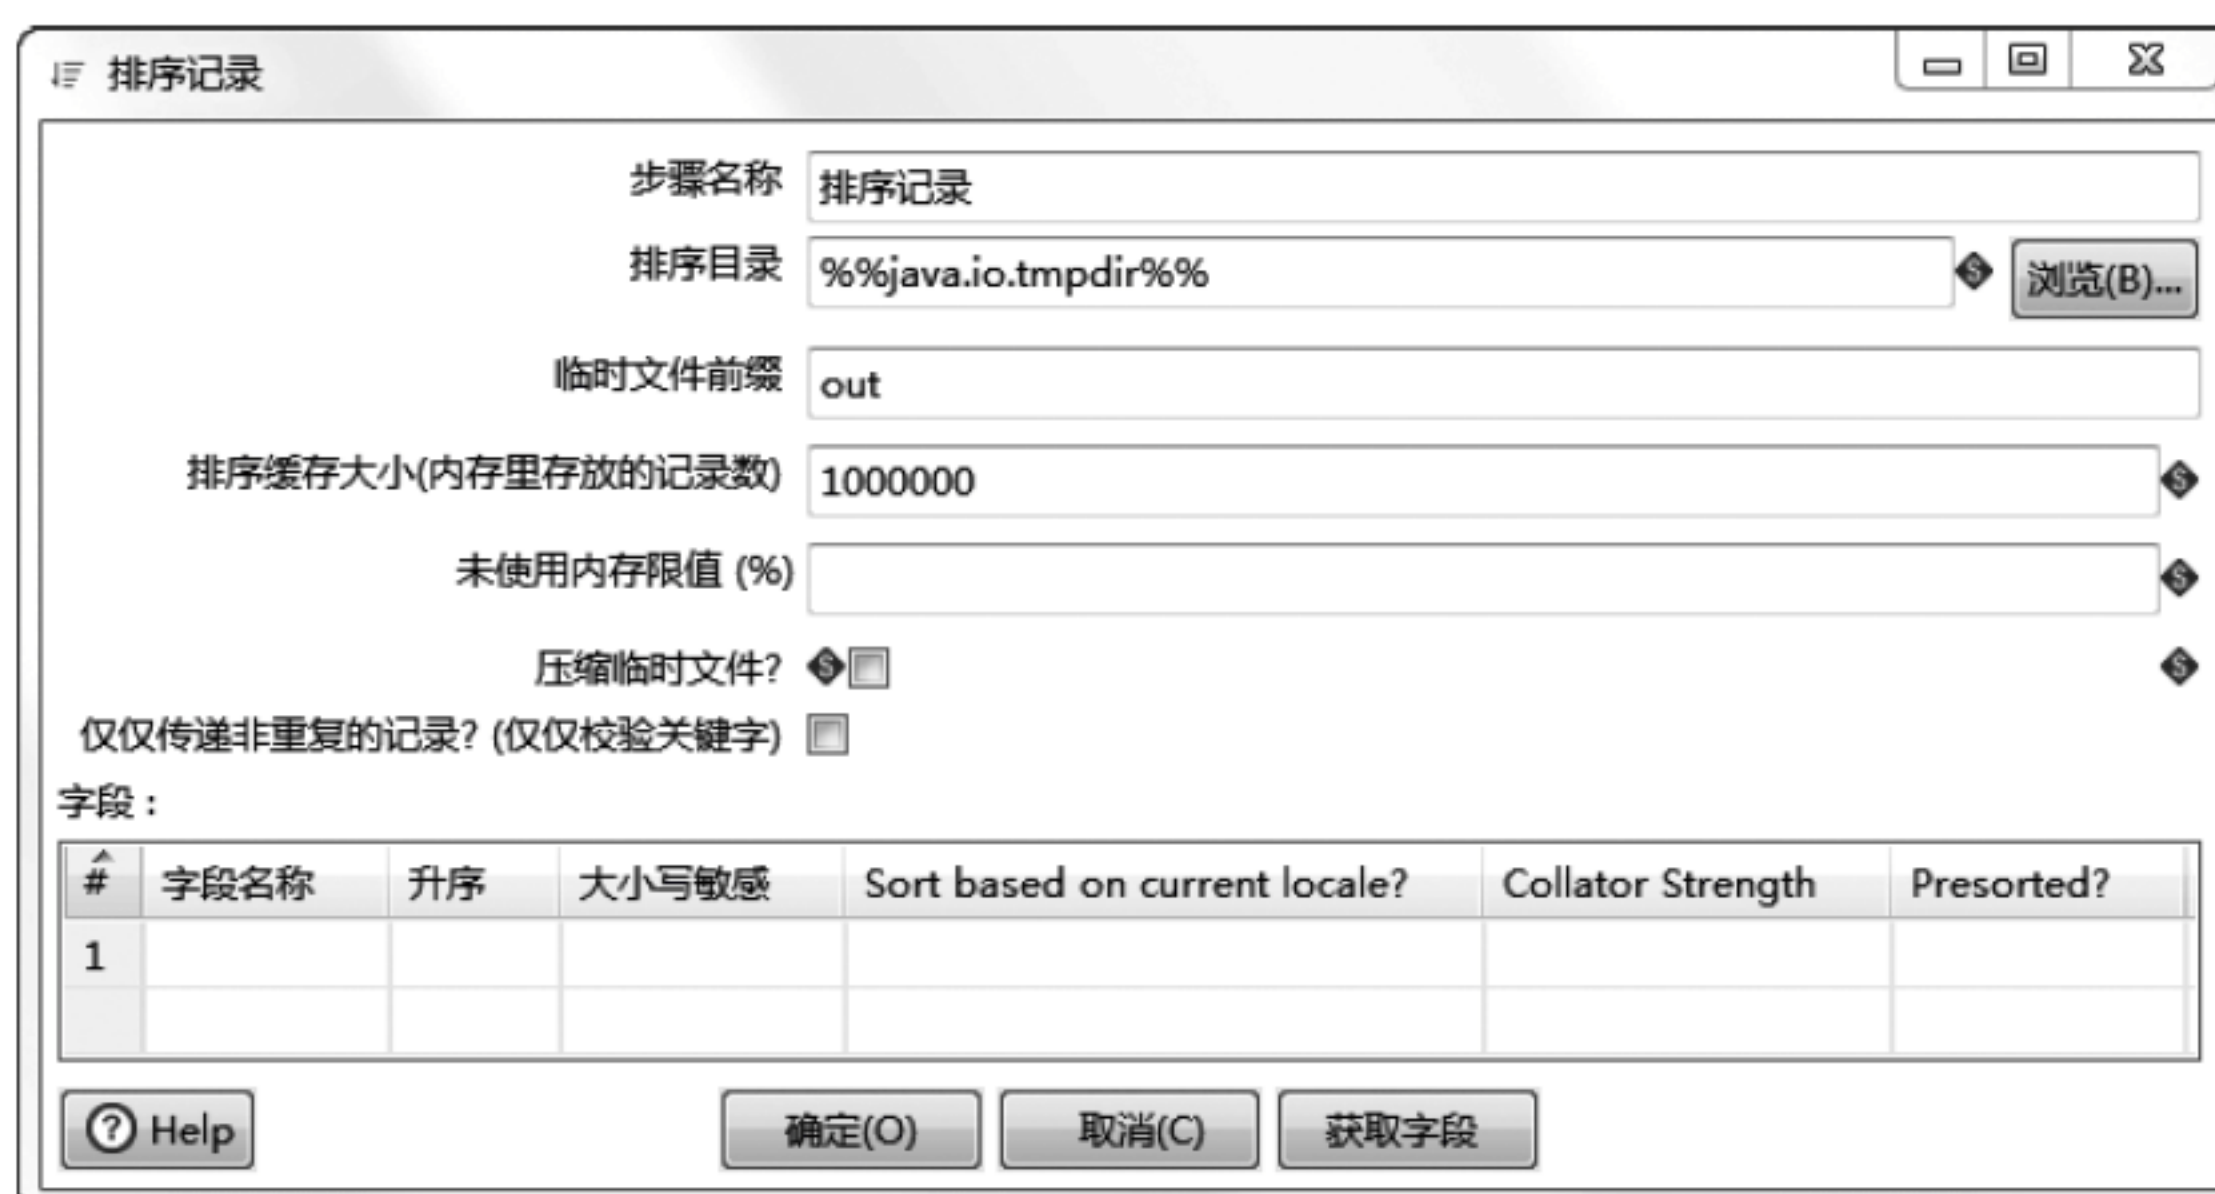 排序记录
步骤名称 排序记录
排序目录 %%java.io.tmpdir%% 浏览(B)...
临时文件前缀 out
排序缓存大小(内存里存放的记录数) 1000000
未使用内存限值 (%)
压缩临时文件?
仅仅传递非重复的记录? (仅仅校验关键字)
字段：
# 字段名称 升序 大小写敏感 Sort based on current locale? Collator Strength Presorted?
1
Help 确定(O) 取消(C) 获取字段